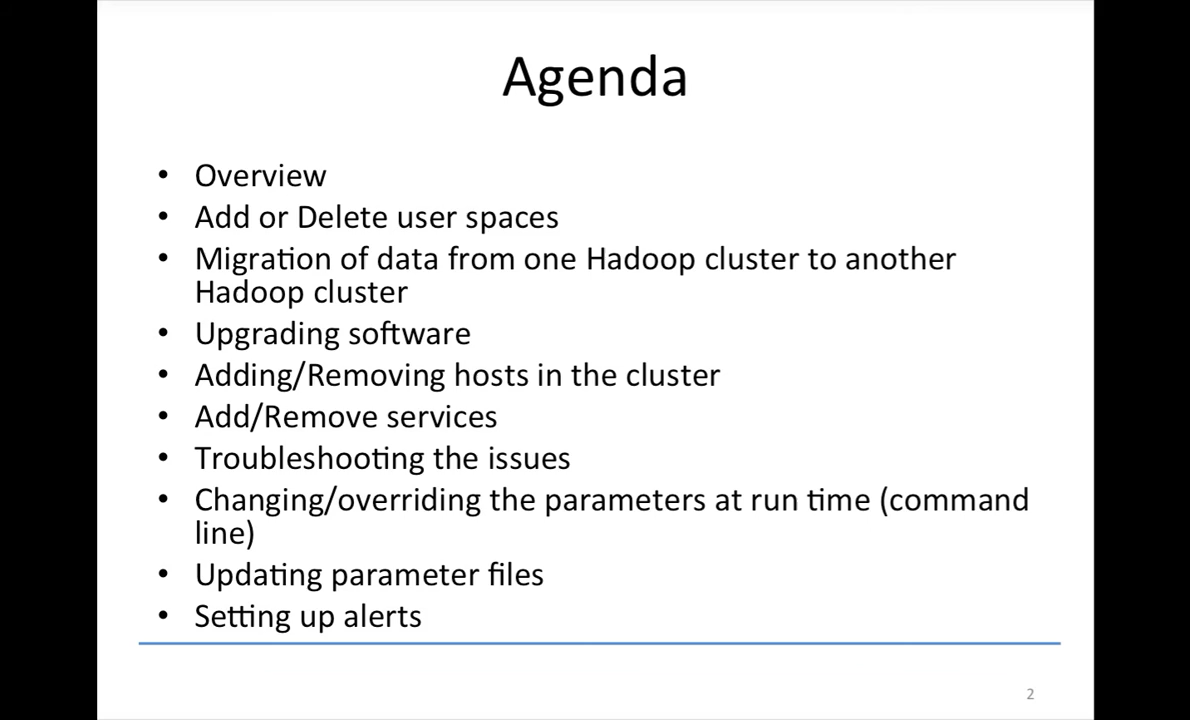 Agenda
• Overview
• Add or Delete user spaces
• Migration of data from one Hadoop cluster to another
Hadoop cluster
• Upgrading software
• Adding/Removing hosts in the cluster
• Add/Remove services
• Troubleshooting the issues
• Changing/overriding the parameters at run time (command
line)
• Updating parameter files
• Setting up alerts
2